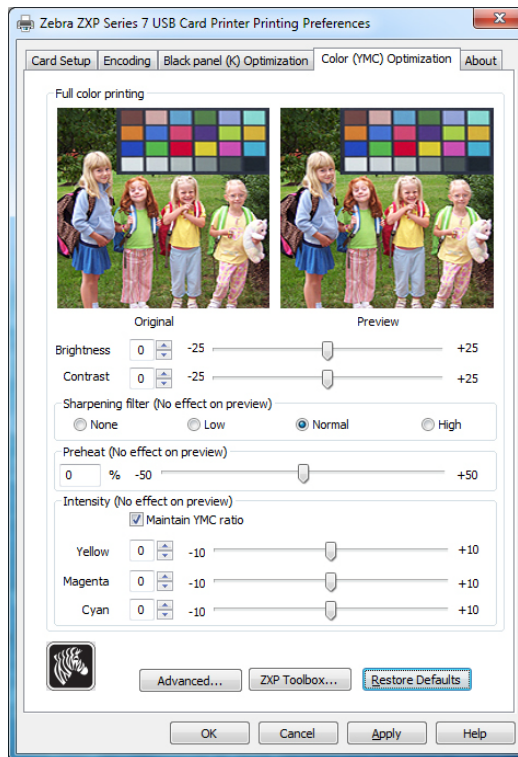 Zebra ZXP Series 7 USB Card Printer Printing Preferences
Card Setup Encoding Black panel (K) Optimization Color (YMC) Optimization About
Full color printing
Original Preview
Brightness 0 -25 +25
Contrast 0 -25 +25
Sharpening filter (No effect on preview)
None Low Normal High
Preheat (No effect on preview)
0 % -50 +50
Intensity (No effect on preview)
Maintain YMC ratio
Yellow 0 -10 +10
Magenta 0 -10 +10
Cyan 0 -10 +10
Advanced... ZXP Toolbox... Restore Defaults
OK Cancel Apply Help